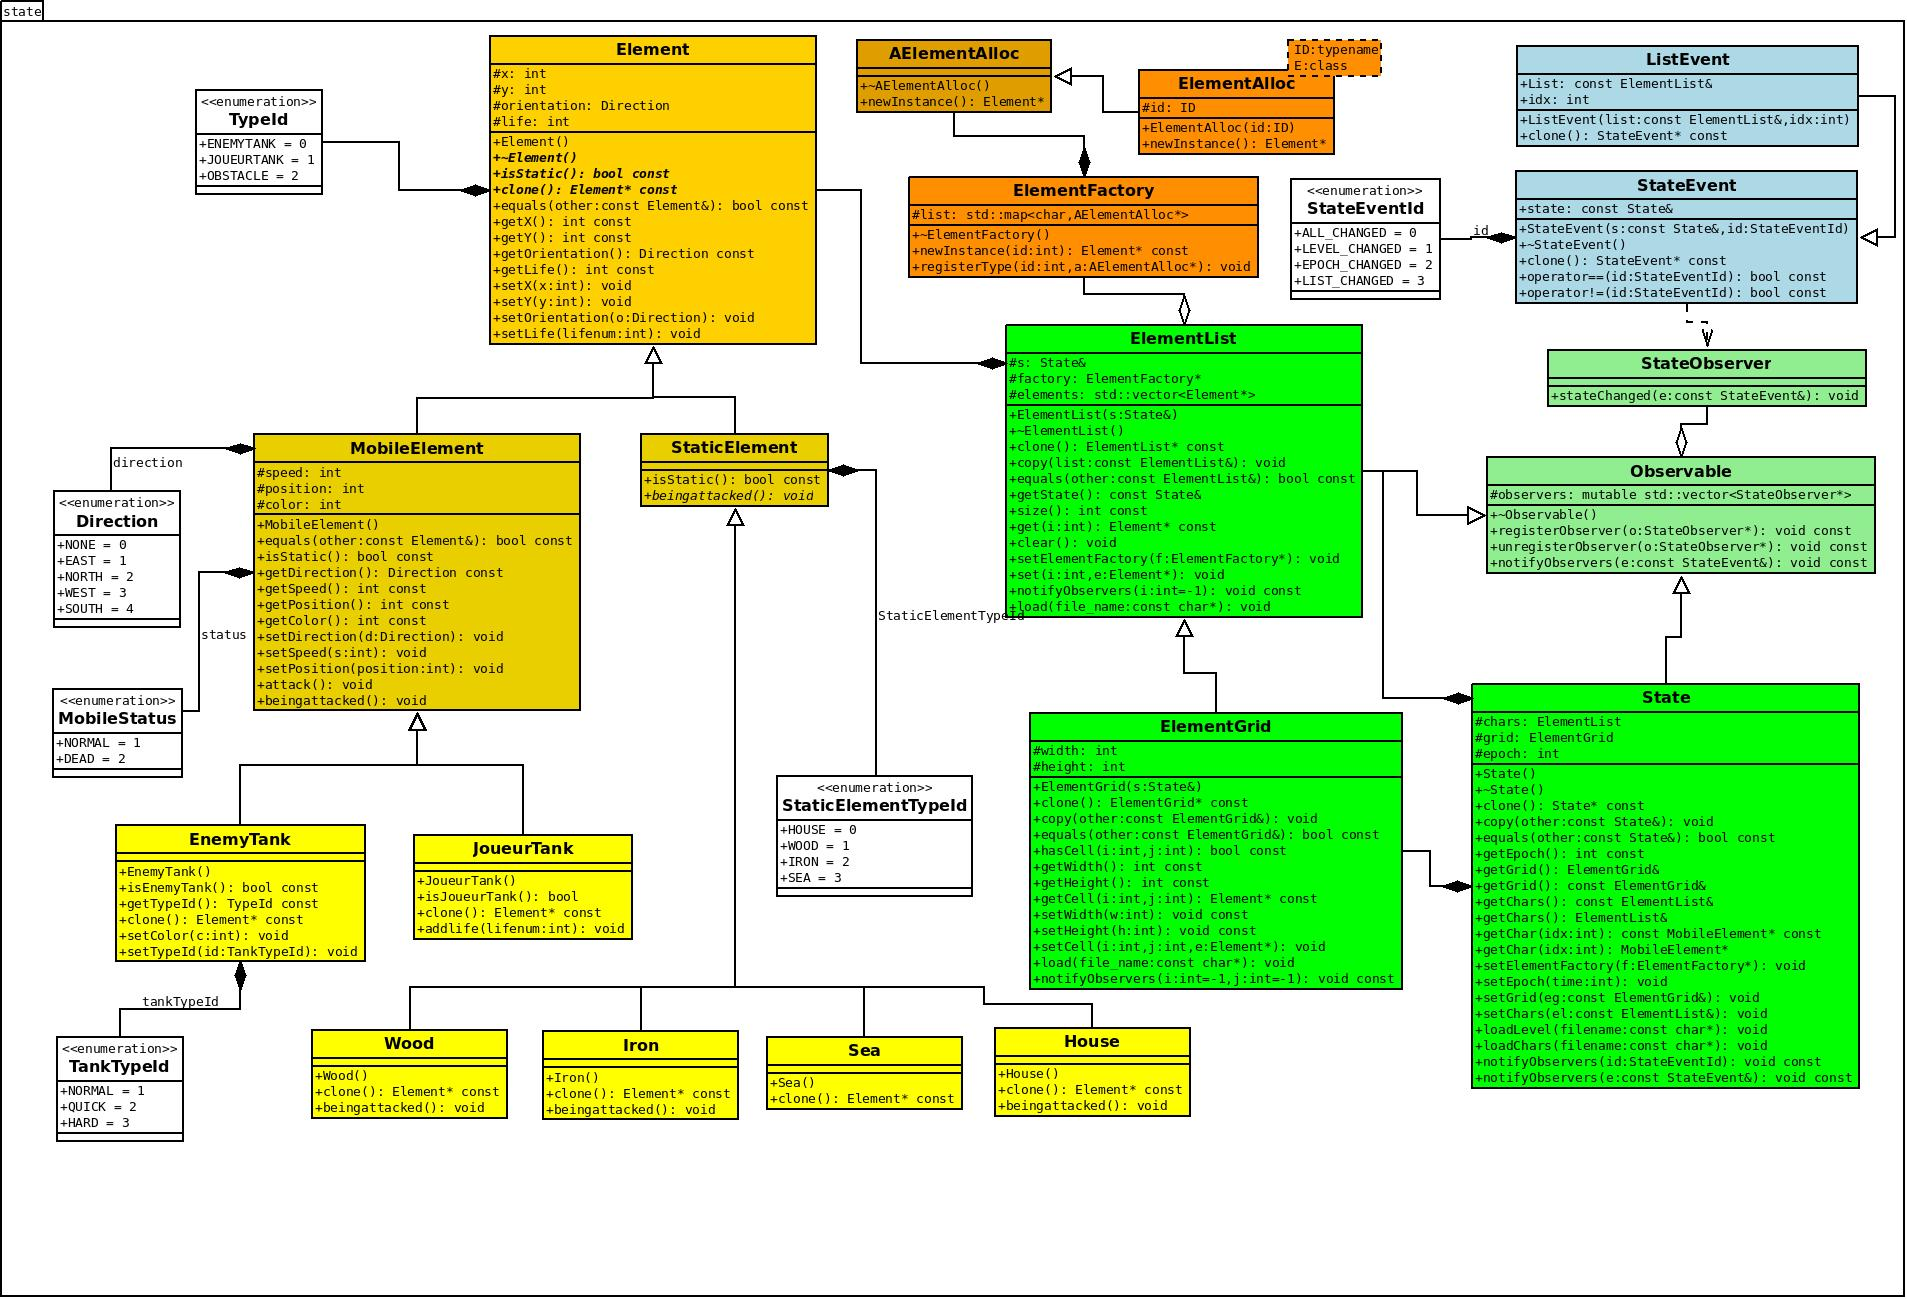 state
Element
#x: int
#y: int
#orientation: Direction
#life: int
+Element()
+~Element()
+isStatic(): bool const
+clone(): Element* const
+equals(other:const Element&): bool const
+getX(): int const
+getY(): int const
+getOrientation(): Direction const
+getLife(): int const
+setX(x:int): void
+setY(y:int): void
+setOrientation(o:Direction): void
+setLife(lifenum:int): void
<<enumeration>>
TypeId
+ENEMYTANK = 0
+JOUEURTANK = 1
+OBSTACLE = 2
AElementAlloc
+~AElementAlloc()
+newInstance(): Element*
ID:typename
E:class
ElementAlloc
#id: ID
+ElementAlloc(id:ID)
+newInstance(): Element*
ListEvent
+List: const ElementList&
+idx: int
+ListEvent(list:const ElementList&,idx:int)
+clone(): StateEvent* const
ElementFactory
#list: std::map<char,AElementAlloc*>
+~ElementFactory()
+newInstance(id:int): Element* const
+registerType(id:int,a:AElementAlloc*): void
<<enumeration>>
StateEventId
+ALL_CHANGED = 0
+LEVEL_CHANGED = 1
+EPOCH_CHANGED = 2
+LIST_CHANGED = 3
id
StateEvent
+state: const State&
+StateEvent(s:const State&,id:StateEventId)
+~StateEvent()
+clone(): StateEvent* const
+operator==(id:StateEventId): bool const
+operator!=(id:StateEventId): bool const
ElementList
#s: State&
#factory: ElementFactory*
#elements: std::vector<Element*>
+ElementList(s:State&)
+~ElementList()
+clone(): ElementList* const
+copy(list:const ElementList&): void
+equals(other:const ElementList&): bool const
+getState(): const State&
+size(): int const
+get(i:int): Element* const
+clear(): void
+setElementFactory(f:ElementFactory*): void
+set(i:int,e:Element*): void
+notifyObservers(i:int=-1): void const
+load(file_name:const char*): void
StateObserver
+stateChanged(e:const StateEvent&): void
Observable
#observers: mutable std::vector<StateObserver*>
+~Observable()
+registerObserver(o:StateObserver*): void const
+unregisterObserver(o:StateObserver*): void const
+notifyObservers(e:const StateEvent&): void const
direction
<<enumeration>>
Direction
+NONE = 0
+EAST = 1
+NORTH = 2
+WEST = 3
+SOUTH = 4
MobileElement
#speed: int
#position: int
#color: int
+MobileElement()
+equals(other:const Element&): bool const
+isStatic(): bool const
+getDirection(): Direction const
+getSpeed(): int const
+getPosition(): int const
+getColor(): int const
+setDirection(d:Direction): void
+setSpeed(s:int): void
+setPosition(position:int): void
+attack(): void
+beingattacked(): void
StaticElement
+isStatic(): bool const
+beingattacked(): void
StaticElementTypeId
status
<<enumeration>>
MobileStatus
+NORMAL = 1
+DEAD = 2
<<enumeration>>
StaticElementTypeId
+HOUSE = 0
+WOOD = 1
+IRON = 2
+SEA = 3
ElementGrid
#width: int
#height: int
+ElementGrid(s:State&)
+clone(): ElementGrid* const
+copy(other:const ElementGrid&): void
+equals(other:const ElementGrid&): bool const
+hasCell(i:int,j:int): bool const
+getWidth(): int const
+getHeight(): int const
+getCell(i:int,j:int): Element* const
+setWidth(w:int): void const
+setHeight(h:int): void const
+setCell(i:int,j:int,e:Element*): void
+load(file_name:const char*): void
+notifyObservers(i:int=-1,j:int=-1): void const
State
#chars: ElementList
#grid: ElementGrid
#epoch: int
+State()
+~State()
+clone(): State* const
+copy(other:const State&): void
+equals(other:const State&): bool const
+getEpoch(): int const
+getGrid(): ElementGrid&
+getGrid(): const ElementGrid&
+getChars(): const ElementList&
+getChars(): ElementList&
+getChar(idx:int): const MobileElement* const
+getChar(idx:int): MobileElement*
+setElementFactory(f:ElementFactory*): void
+setEpoch(time:int): void
+setGrid(eg:const ElementGrid&): void
+setChars(el:const ElementList&): void
+loadLevel(filename:const char*): void
+loadChars(filename:const char*): void
+notifyObservers(id:StateEventId): void const
+notifyObservers(e:const StateEvent&): void const
EnemyTank
+EnemyTank()
+isEnemyTank(): bool const
+getTypeId(): TypeId const
+clone(): Element* const
+setColor(c:int): void
+setTypeId(id:TankTypeId): void
JoueurTank
+JoueurTank()
+isJoueurTank(): bool
+clone(): Element* const
+addlife(lifenum:int): void
tankTypeId
<<enumeration>>
TankTypeId
+NORMAL = 1
+QUICK = 2
+HARD = 3
Wood
+Wood()
+clone(): Element* const
+beingattacked(): void
Iron
+Iron()
+clone(): Element* const
+beingattacked(): void
Sea
+Sea()
+clone(): Element* const
House
+House()
+clone(): Element* const
+beingattacked(): void